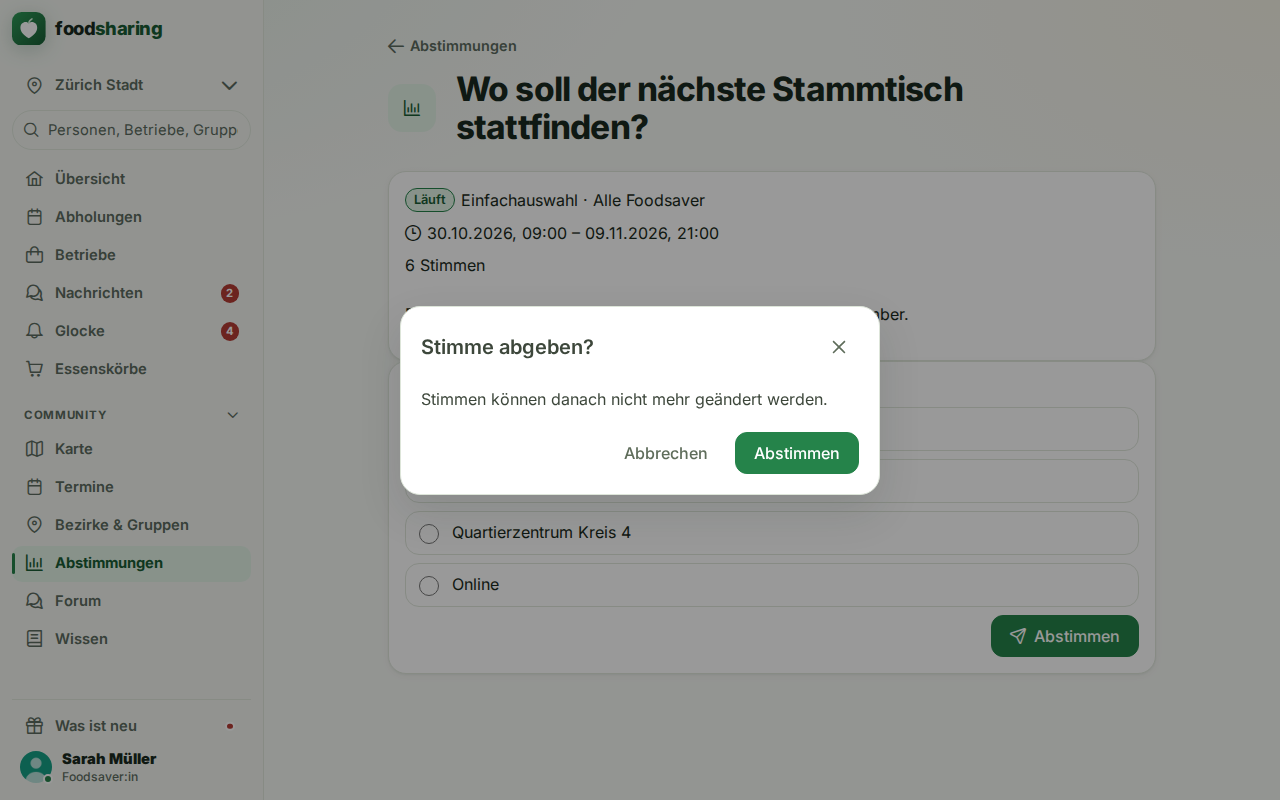 foodsharing
Zürich Stadt
Personen, Betriebe, Grupp
Übersicht
Abholungen
Betriebe
Nachrichten
2
Glocke
4
Essenskörbe
COMMUNITY
Karte
Termine
Bezirke & Gruppen
Abstimmungen
Forum
Wissen
Was ist neu
Sarah Müller
Foodsaver:in
Abstimmungen
Wo soll der nächste Stammtisch
stattfinden?
Läuft Einfachauswahl · Alle Foodsaver
30.10.2026, 09:00 – 09.11.2026, 21:00
6 Stimmen
Stimme abgeben?
Stimmen können danach nicht mehr geändert werden.
Abbrechen
Abstimmen
Quartierzentrum Kreis 4
Online
Abstimmen